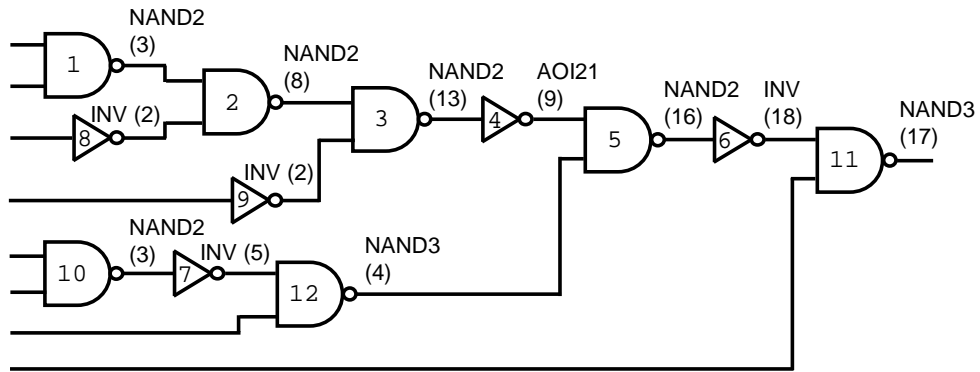 NAND2
(3)
1
INV (2)
8
NAND2
(8)
2
INV (2)
9
NAND2
(13)
3
AOI21
(9)
4
NAND2
(16)
5
INV
(18)
6
NAND3
(17)
11
NAND2
(3)
10
INV (5)
7
NAND3
(4)
12